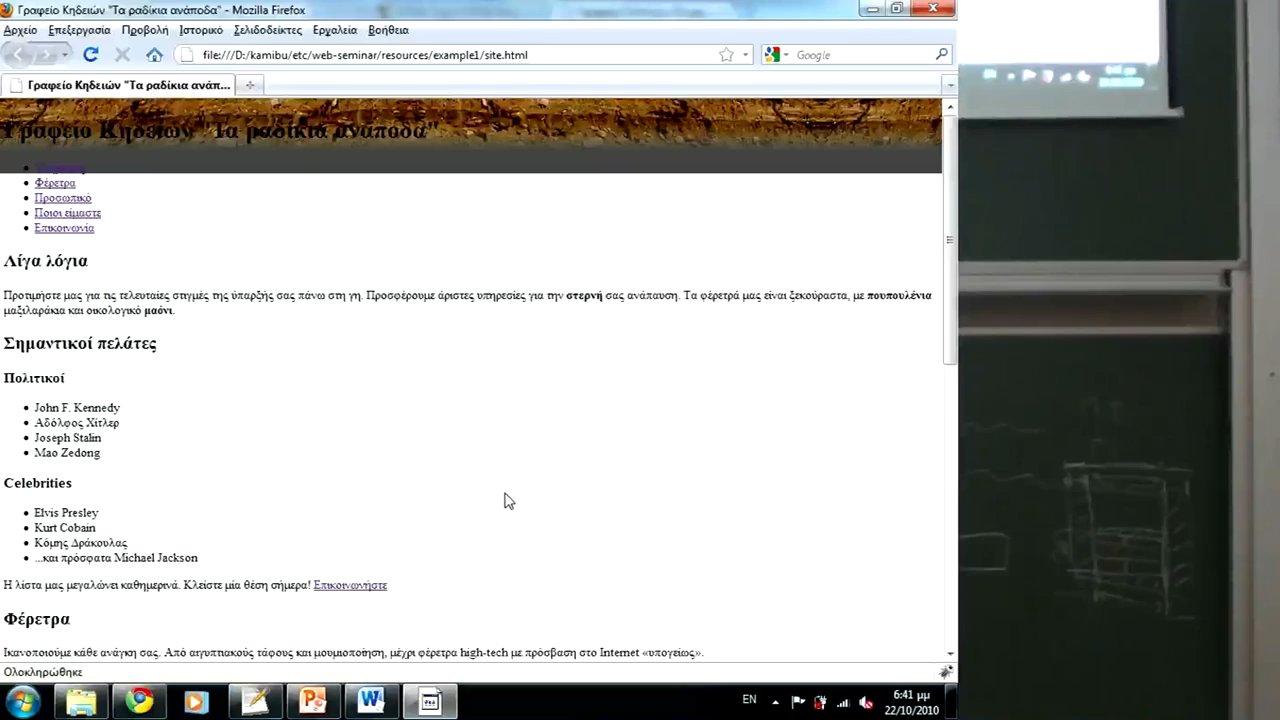 Γραφείο Κηδειών "Τα ραδίκια ανάποδα" - Mozilla Firefox
Αρχείο Επεξεργασία Προβολή Ιστορικό Σελιδοδείκτες Εργαλεία Βοήθεια
file:///D:/kamibu/etc/web-seminar/resources/example1/site.html
Google
Γραφείο Κηδειών "Τα ραδίκια ανάπ...
Γραφείο Κηδειών "Τα ραδίκια ανάποδα"
Φέρετρα
Προσωπικό
Ποιοι είμαστε
Επικοινωνία
Λίγα λόγια
Προτιμήστε μας για τις τελευταίες στιγμές της ύπαρξής σας πάνω στη γη. Προσφέρουμε άριστες υπηρεσίες για την στερνή σας ανάπαυση. Τα φέρετρά μας είναι ξεκούραστα, με πουπουλένια
μαξιλαράκια και οικολογικό μαόνι.
Σημαντικοί πελάτες
Πολιτικοί
John F. Kennedy
Αδόλφος Χίτλερ
Joseph Stalin
Mao Zedong
Celebrities
Elvis Presley
Kurt Cobain
Κόμης Δράκουλας
...και πρόσφατα Michael Jackson
Η λίστα μας μεγαλώνει καθημερινά. Κλείστε μία θέση σήμερα! Επικοινωνήστε
Φέρετρα
Ικανοποιούμε κάθε ανάγκη σας. Από αιγυπτιακούς τάφους και μουμιοποίηση, μέχρι φέρετρα high-tech με πρόσβαση στο Internet «υπογείως».
Ολοκληρώθηκε
EN
6:41 μμ
22/10/2010